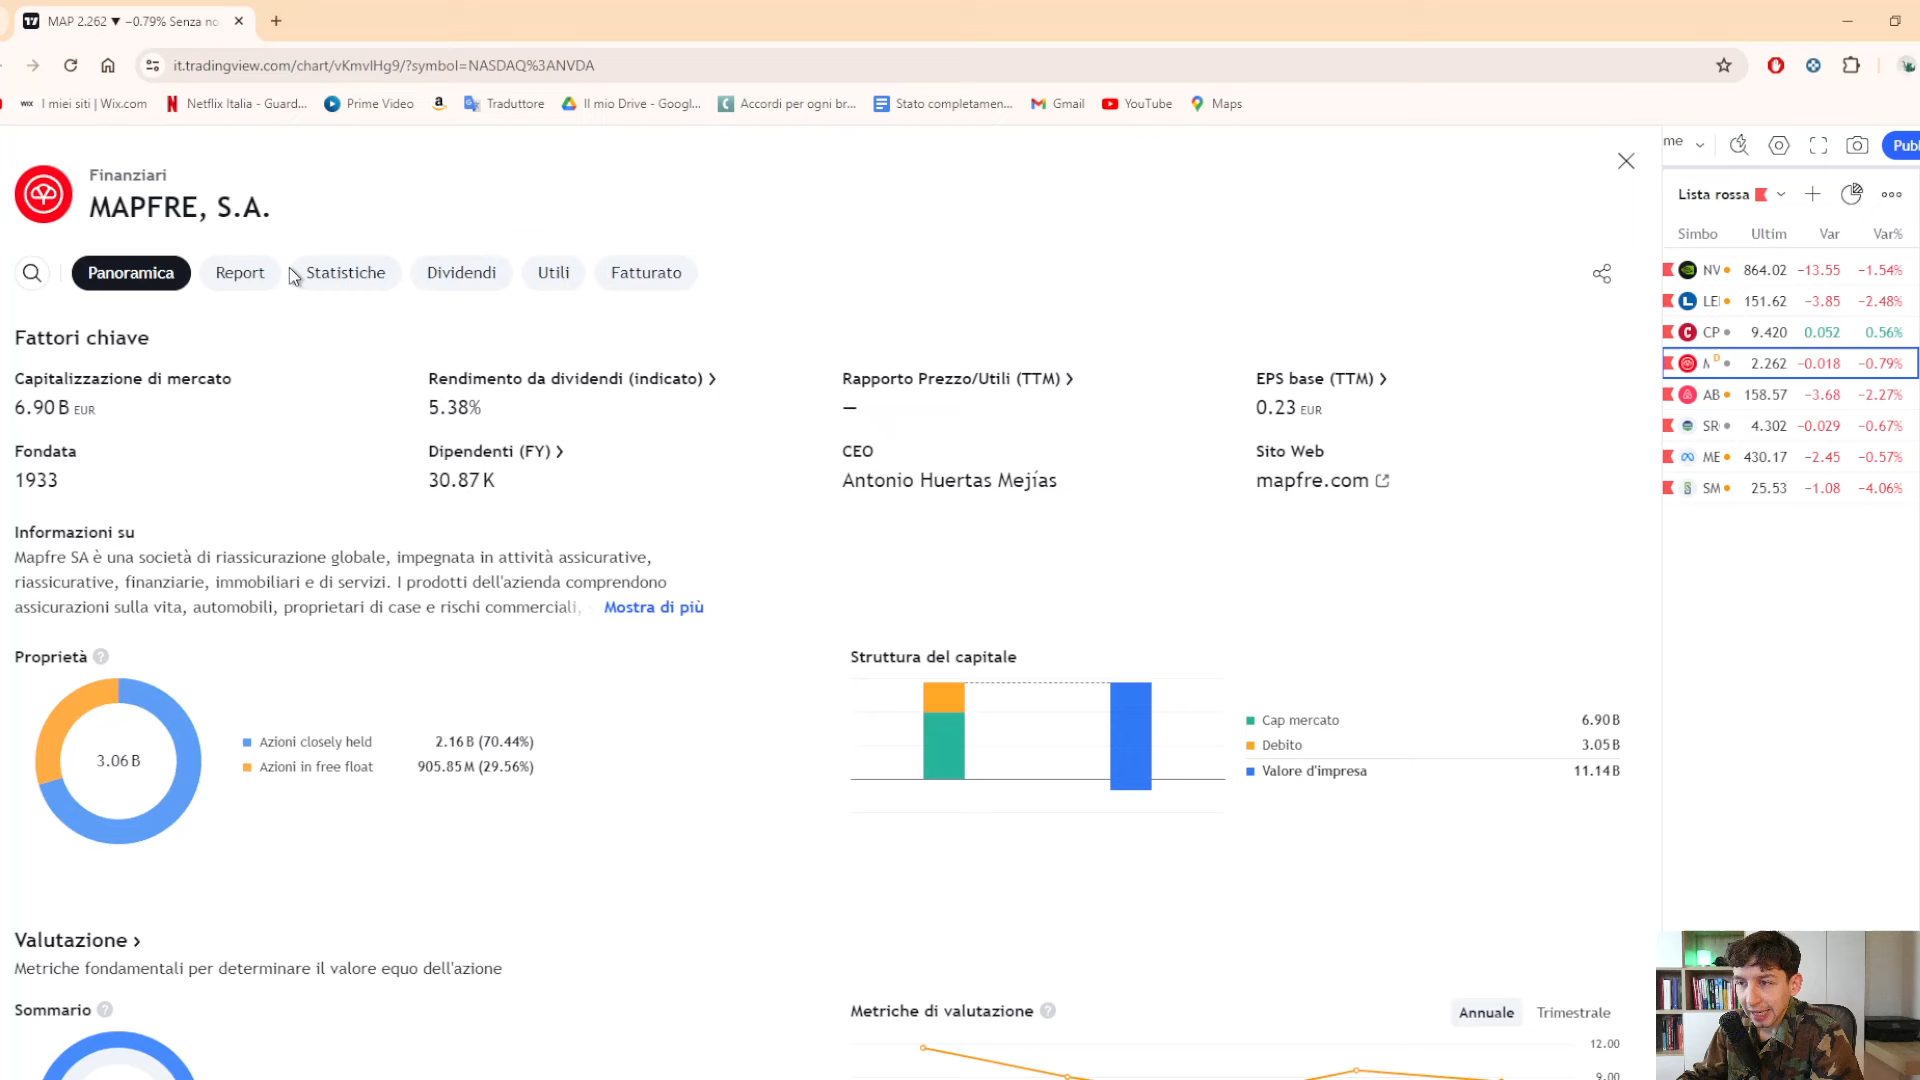 MAP 2.262 ▼ −0.79% Senza no
it.tradingview.com/chart/vKmvIHg9/?symbol=NASDAQ%3ANVDA
WIX I miei siti | Wix.com
Netflix Italia - Guard...
Prime Video
Traduttore
Il mio Drive - Googl...
Accordi per ogni br...
Stato completamen...
Gmail
YouTube
Maps
me
Publ
Finanziari
MAPFRE, S.A.
Panoramica
Report
Statistiche
Dividendi
Utili
Fatturato
Fattori chiave
Capitalizzazione di mercato
6.90 B EUR
Rendimento da dividendi (indicato)
5.38%
Rapporto Prezzo/Utili (TTM)
—
EPS base (TTM)
0.23 EUR
Fondata
1933
Dipendenti (FY)
30.87 K
CEO
Antonio Huertas Mejías
Sito Web
mapfre.com
Informazioni su
Mapfre SA è una società di riassicurazione globale, impegnata in attività assicurative,
riassicurative, finanziarie, immobiliari e di servizi. I prodotti dell'azienda comprendono
assicurazioni sulla vita, automobili, proprietari di case e rischi commerciali, Mostra di più
Proprietà ?
3.06 B
Azioni closely held 2.16 B (70.44%)
Azioni in free float 905.85 M (29.56%)
Struttura del capitale
Cap mercato 6.90 B
Debito 3.05 B
Valore d'impresa 11.14 B
Valutazione
Metriche fondamentali per determinare il valore equo dell'azione
Sommario ?
Metriche di valutazione ?
Annuale
Trimestrale
12.00
9.00
Lista rossa
Simbo Ultim Var Var%
NV 864.02 −13.55 −1.54%
LE 151.62 −3.85 −2.48%
CP 9.420 0.052 0.56%
M D 2.262 −0.018 −0.79%
AB 158.57 −3.68 −2.27%
SR 4.302 −0.029 −0.67%
ME 430.17 −2.45 −0.57%
SM 25.53 −1.08 −4.06%